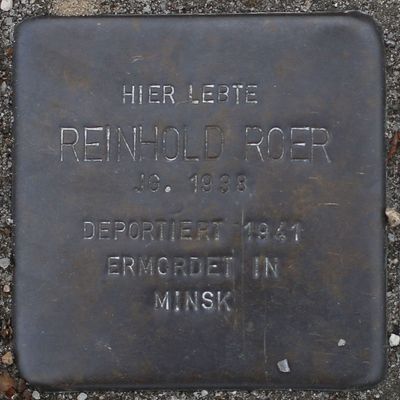 HIER LEBTE
REINHOLD ROER
JG. 1938
DEPORTIERT 1941
ERMORDET IN
MINSK